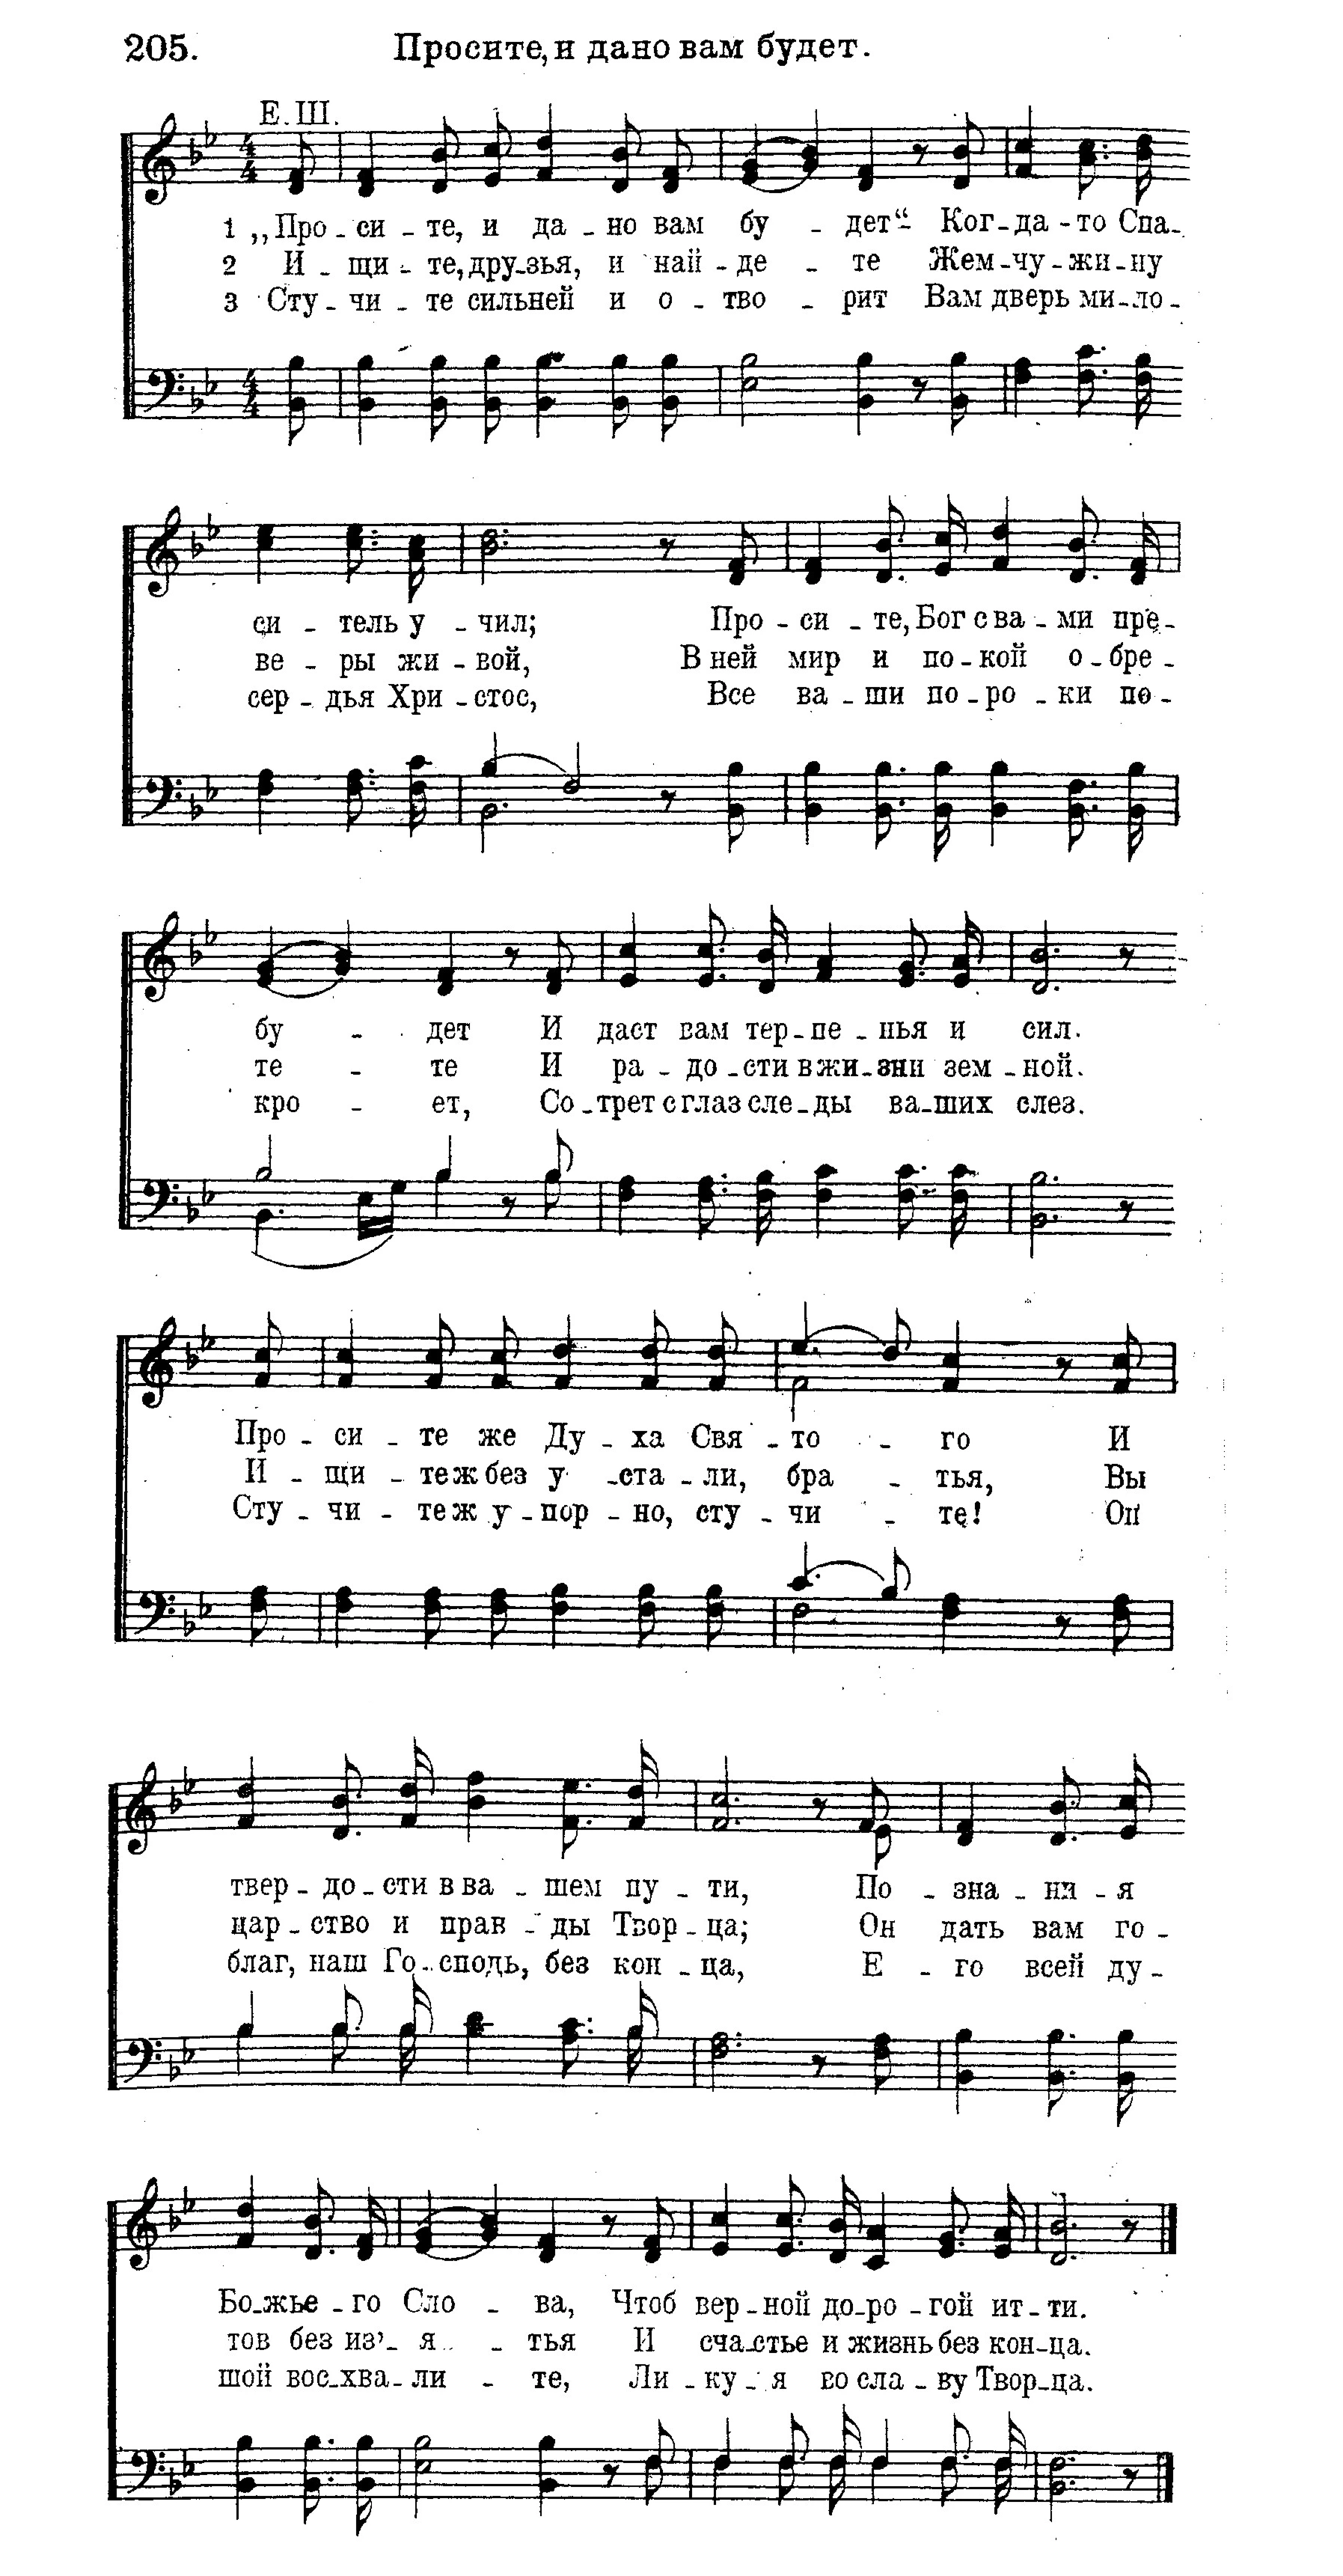 205. Просите, и дано вам будет.
Е. Ш.
4/4
1 „Про - си - те, и да - но вам бу - дет“ Ког - да - то Спа -
2 И - щи - те, дру - зья, и най - де - те Жем - чу - жи - ну
3 Сту - чи - те сильней и о - тво - рит Вам дверь ми - ло -
4/4
си - тель у - чил; Про - си - те, Бог с ва - ми пре -
ве - ры жи - вой, В ней мир и по - кой о - бре -
сер - дья Хри - стос, Все ва - ши по - ро - ки по -
бу - дет И даст вам тер - пе - нья и сил.
те - те И ра - до - сти в жи - зни зем - ной.
кро - ет, Со - трет с глаз сле - ды ва - ших слез.
Про - си - те же Ду - ха Свя - то - го И
И - щи - те ж без у - ста - ли, бра - тья, Вы
Сту - чи - те ж у - пор - но, сту - чи - те! Он
твер - до - сти в ва - шем пу - ти, По - зна - ни - я
цар - ство и прав - ды Твор - ца; Он дать вам го -
благ, наш Го - сподь, без кон - ца, Е - го всей ду -
Бо - жье - го Сло - ва, Чтоб вер - ной до - ро - гой ит - ти.
тов без из’ - я - тья И сча - стье и жизнь без кон - ца.
шой вос - хва - ли - те, Ли - ку - я во сла - ву Твор - ца.